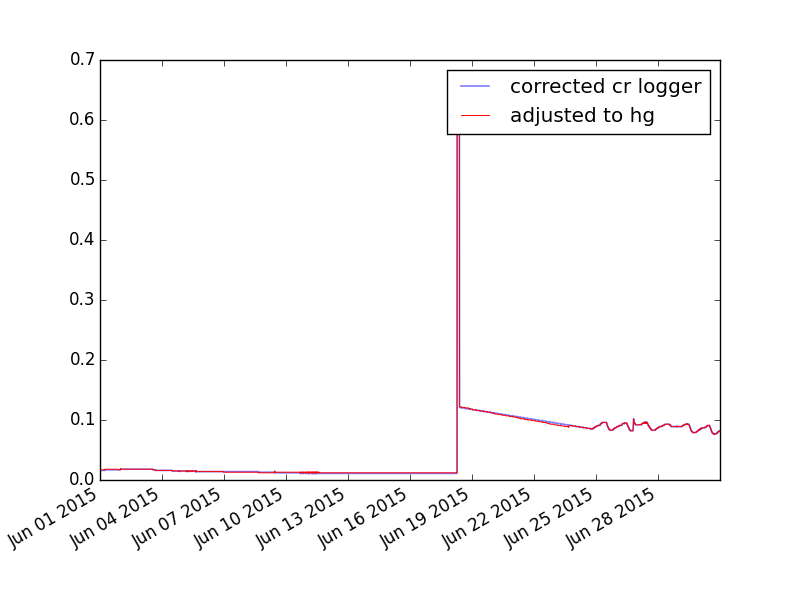 0.7
0.6
0.5
0.4
0.3
0.2
0.1
0.0
corrected cr logger
adjusted to hg
Jun 01 2015
Jun 04 2015
Jun 07 2015
Jun 10 2015
Jun 13 2015
Jun 16 2015
Jun 19 2015
Jun 22 2015
Jun 25 2015
Jun 28 2015